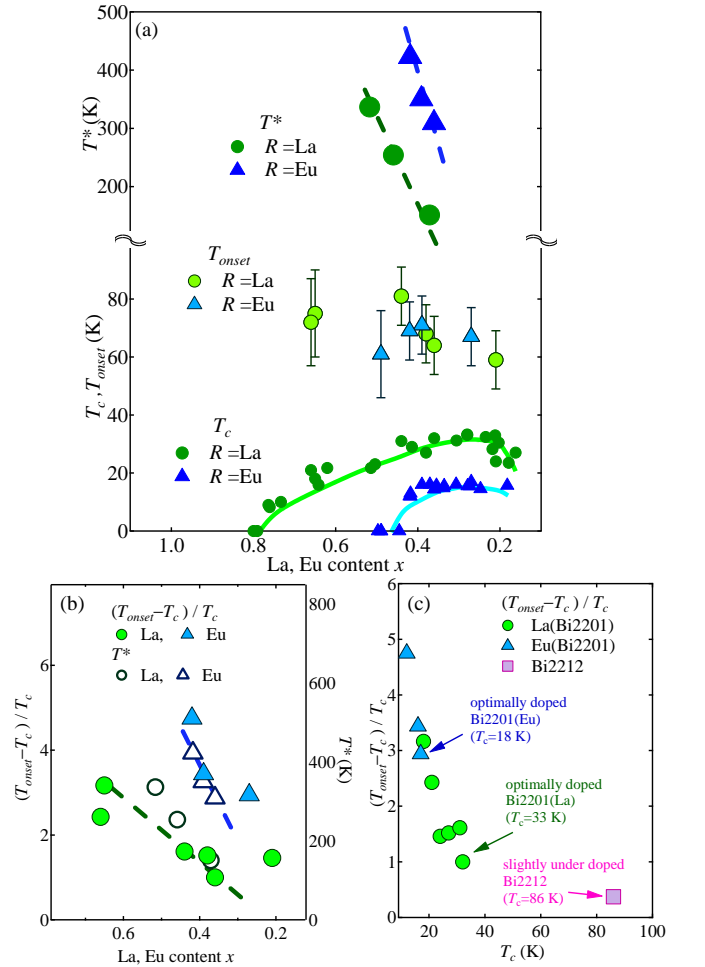 (a)
500
400
300
200
T* (K)
T*
R =La
R =Eu
T_onset
R =La
R =Eu
80
60
40
20
0
T_c , T_onset (K)
T_c
R =La
R =Eu
1.0 0.8 0.6 0.4 0.2
La, Eu content x
(b)
(T_onset−T_c) / T_c
La, Eu
T*
La, Eu
6
4
2
0
(T_onset−T_c) / T_c
800
600
400
200
0
T* (K)
0.6 0.4 0.2
La, Eu content x
(c)
(T_onset−T_c) / T_c
La(Bi2201)
Eu(Bi2201)
Bi2212
6
5
4
3
2
1
0
(T_onset−T_c) / T_c
optimally doped
Bi2201(Eu)
(T_c=18 K)
optimally doped
Bi2201(La)
(T_c=33 K)
slightly under doped
Bi2212
(T_c=86 K)
20 40 60 80 100
T_c (K)